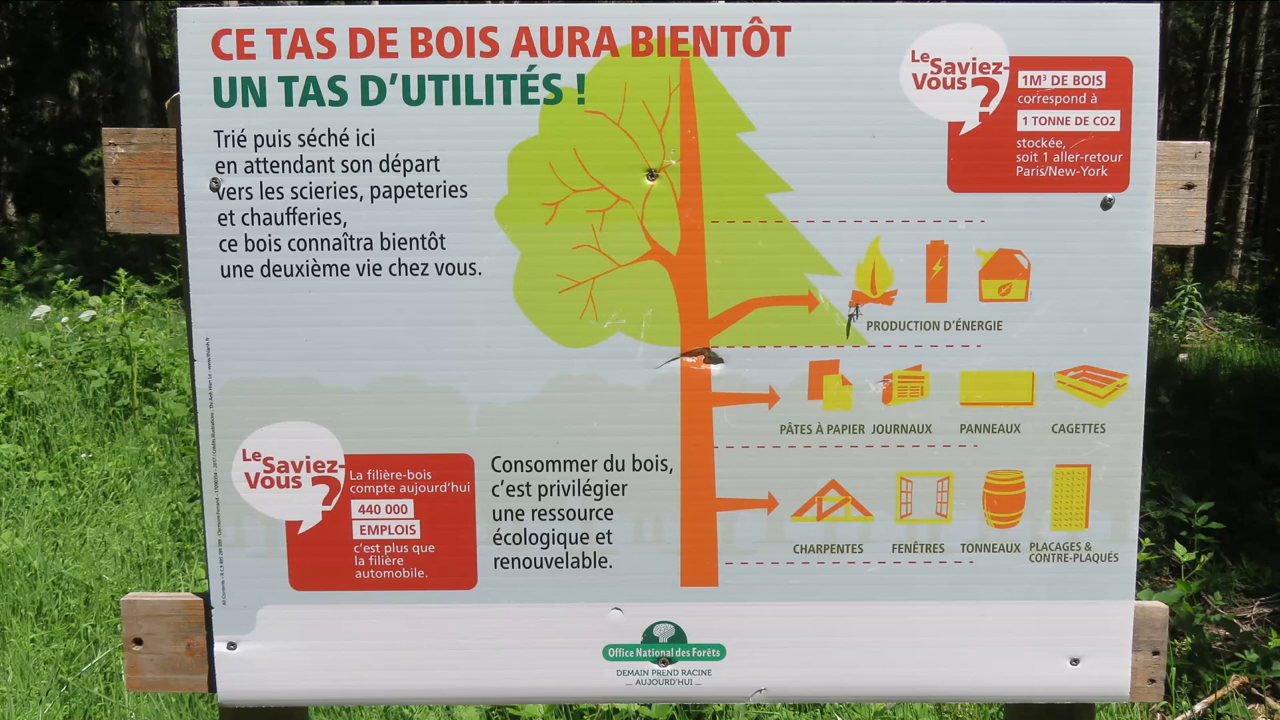 CE TAS DE BOIS AURA BIENTÔT
UN TAS D'UTILITÉS !
Trié puis séché ici
en attendant son départ
vers les scieries, papeteries
et chaufferies,
ce bois connaîtra bientôt
une deuxième vie chez vous.
Le Saviez-
Vous ?
1M³ DE BOIS
correspond à
1 TONNE DE CO2
stockée,
soit 1 aller-retour
Paris/New-York
PRODUCTION D'ÉNERGIE
PÂTES À PAPIER JOURNAUX PANNEAUX CAGETTES
CHARPENTES FENÊTRES TONNEAUX PLACAGES &
CONTRE-PLAQUÉS
Le Saviez-
Vous ?
La filière-bois
compte aujourd'hui
440 000
EMPLOIS
c'est plus que
la filière
automobile.
Consommer du bois,
c'est privilégier
une ressource
écologique et
renouvelable.
Office National des Forêts
DEMAIN PREND RACINE
— AUJOURD'HUI —